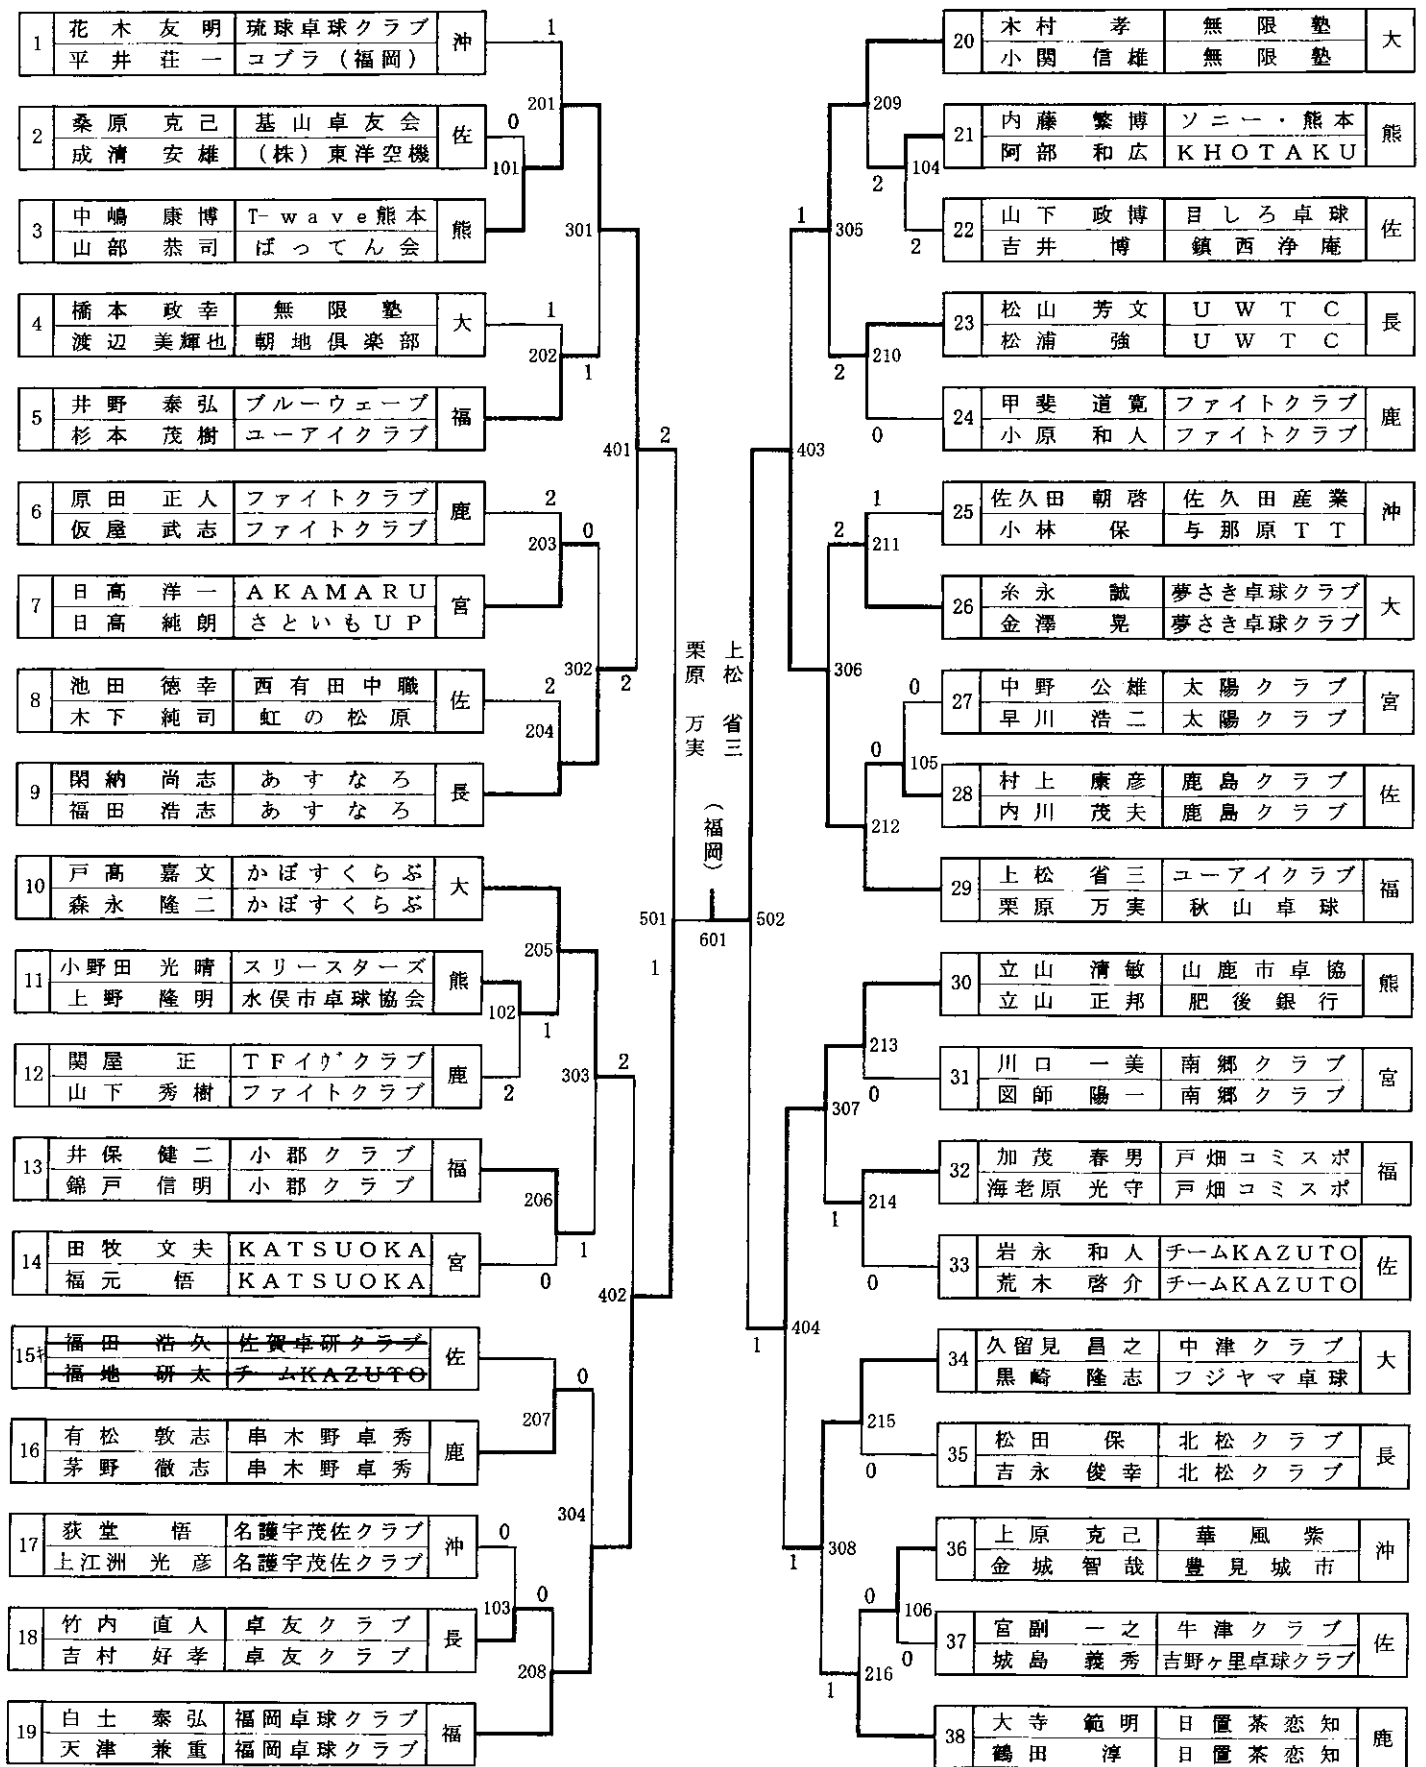 1 花木 友明 琉球卓球クラブ 沖
平井 荘一 コブラ(福岡)
2 桑原 克己 基山卓友会 佐
成清 安雄 (株)東洋空機
3 中嶋 康博 T-wave熊本 熊
山部 恭司 ばってん会
4 橋本 政幸 無限塾 大
渡辺 美輝也 朝地倶楽部
5 井野 泰弘 ブルーウェーブ 福
杉本 茂樹 ユーアイクラブ
6 原田 正人 ファイトクラブ 鹿
仮屋 武志 ファイトクラブ
7 日高 洋一 AKAMARU 宮
日高 純朗 さといもUP
8 池田 徳幸 西有田中職 佐
木下 純司 虹の松原
9 閑納 尚志 あすなろ 長
福田 浩志 あすなろ
10 戸高 嘉文 かぼすくらぶ 大
森永 隆二 かぼすくらぶ
11 小野田 光晴 スリースターズ 熊
上野 隆明 水俣市卓球協会
12 関屋 正 TFイヴクラブ 鹿
山下 秀樹 ファイトクラブ
13 井保 健二 小郡クラブ 福
錦戸 信明 小郡クラブ
14 田牧 文夫 KATSUOKA 宮
福元 悟 KATSUOKA
15キ 福田 浩久 佐賀卓研クラブ 佐
福地 研太 チームKAZUTO
16 有松 敦志 串木野卓秀 鹿
茅野 徹志 串木野卓秀
17 荻堂 悟 名護宇茂佐クラブ 沖
上江洲 光彦 名護宇茂佐クラブ
18 竹内 直人 卓友クラブ 長
吉村 好孝 卓友クラブ
19 白土 泰弘 福岡卓球クラブ 福
天津 兼重 福岡卓球クラブ
1
201
0
101
301
1
202
1
401
2
2
203
0
302
2
2
204
205
102
1
2
303
2
206
1
0
402
501
1
0
207
304
0
103
0
208
上松 省三
栗原 万実
(福岡)
601
502
209
104
2
2
1
305
210
2
0
403
1
2
211
306
0
0
105
212
213
0
307
214
1
0
1
404
215
0
1
308
0
106
0
216
1
20 木村 孝 無限塾 大
小関 信雄 無限塾
21 内藤 繁博 ソニー・熊本 熊
阿部 和広 KHOTAKU
22 山下 政博 目しろ卓球 佐
吉井 博 鎮西浄庵
23 松山 芳文 UWTC 長
松浦 強 UWTC
24 甲斐 道寛 ファイトクラブ 鹿
小原 和人 ファイトクラブ
25 佐久田 朝啓 佐久田産業 沖
小林 保 与那原TT
26 糸永 誠 夢さき卓球クラブ 大
金澤 晃 夢さき卓球クラブ
27 中野 公雄 太陽クラブ 宮
早川 浩二 太陽クラブ
28 村上 康彦 鹿島クラブ 佐
内川 茂夫 鹿島クラブ
29 上松 省三 ユーアイクラブ 福
栗原 万実 秋山卓球
30 立山 清敏 山鹿市卓協 熊
立山 正邦 肥後銀行
31 川口 一美 南郷クラブ 宮
図師 陽一 南郷クラブ
32 加茂 春男 戸畑コミスポ 福
海老原 光守 戸畑コミスポ
33 岩永 和人 チームKAZUTO 佐
荒木 啓介 チームKAZUTO
34 久留見 昌之 中津クラブ 大
黒崎 隆志 フジヤマ卓球
35 松田 保 北松クラブ 長
吉永 俊幸 北松クラブ
36 上原 克己 華風紫 沖
金城 智哉 豊見城市
37 宮副 一之 牛津クラブ 佐
城島 義秀 吉野ヶ里卓球クラブ
38 大寺 範明 日置茶恋知 鹿
鶴田 淳 日置茶恋知